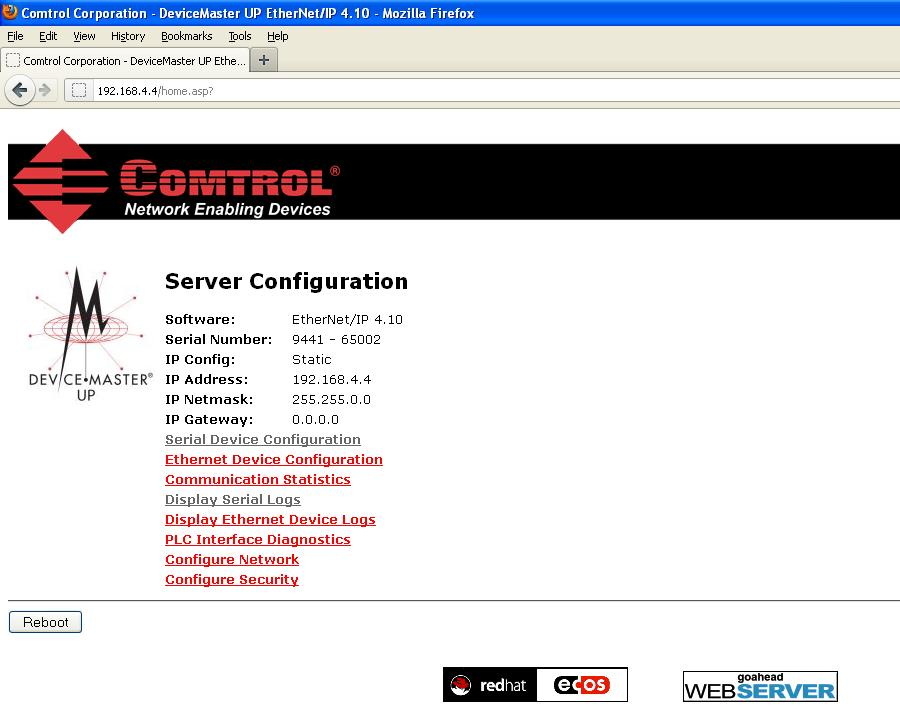 Comtrol Corporation - DeviceMaster UP EtherNet/IP 4.10 - Mozilla Firefox
File Edit View History Bookmarks Tools Help
Comtrol Corporation - DeviceMaster UP Ethe... +
192.168.4.4/home.asp?
COMTROL®
Network Enabling Devices
DEVICE•MASTER®
UP
Server Configuration
Software: EtherNet/IP 4.10
Serial Number: 9441 - 65002
IP Config: Static
IP Address: 192.168.4.4
IP Netmask: 255.255.0.0
IP Gateway: 0.0.0.0
Serial Device Configuration
Ethernet Device Configuration
Communication Statistics
Display Serial Logs
Display Ethernet Device Logs
PLC Interface Diagnostics
Configure Network
Configure Security
Reboot
redhat ecos
goahead
WEBSERVER